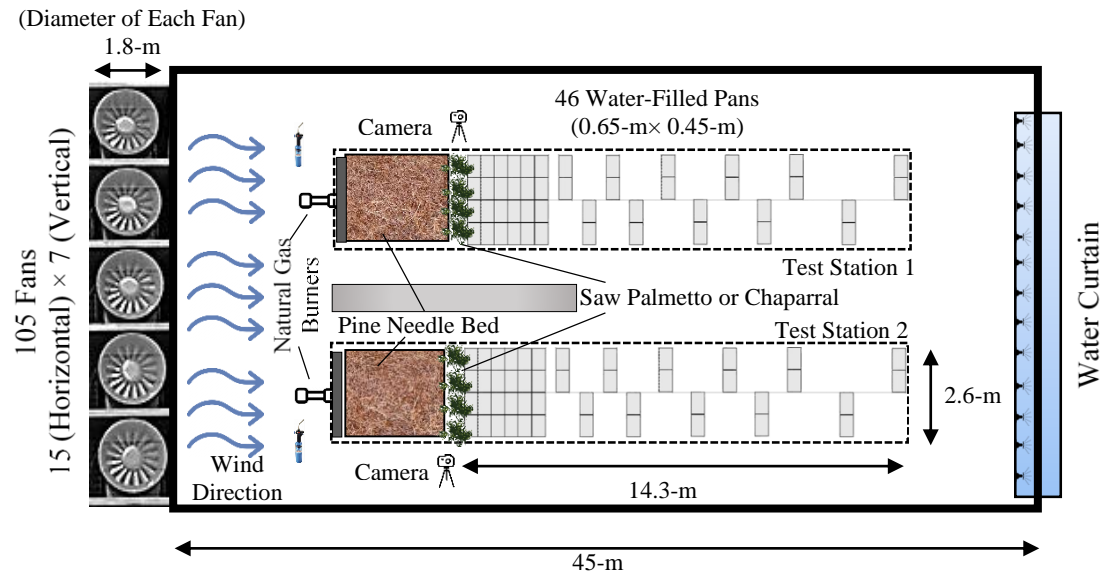 (Diameter of Each Fan)
1.8-m
105 Fans
15 (Horizontal) × 7 (Vertical)
Camera
46 Water-Filled Pans
(0.65-m× 0.45-m)
Natural Gas
Burners
Test Station 1
Saw Palmetto or Chaparral
Pine Needle Bed
Test Station 2
2.6-m
Water Curtain
Wind
Direction
Camera
14.3-m
45-m